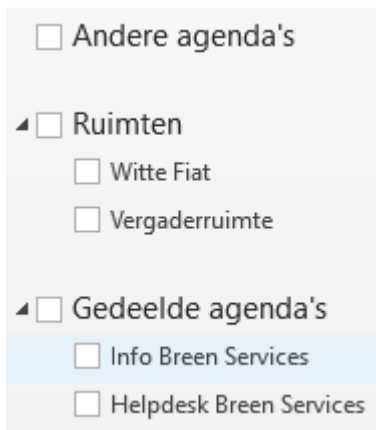 Andere agenda's
Ruimten
Witte Fiat
Vergaderruimte
Gedeelde agenda's
Info Breen Services
Helpdesk Breen Services